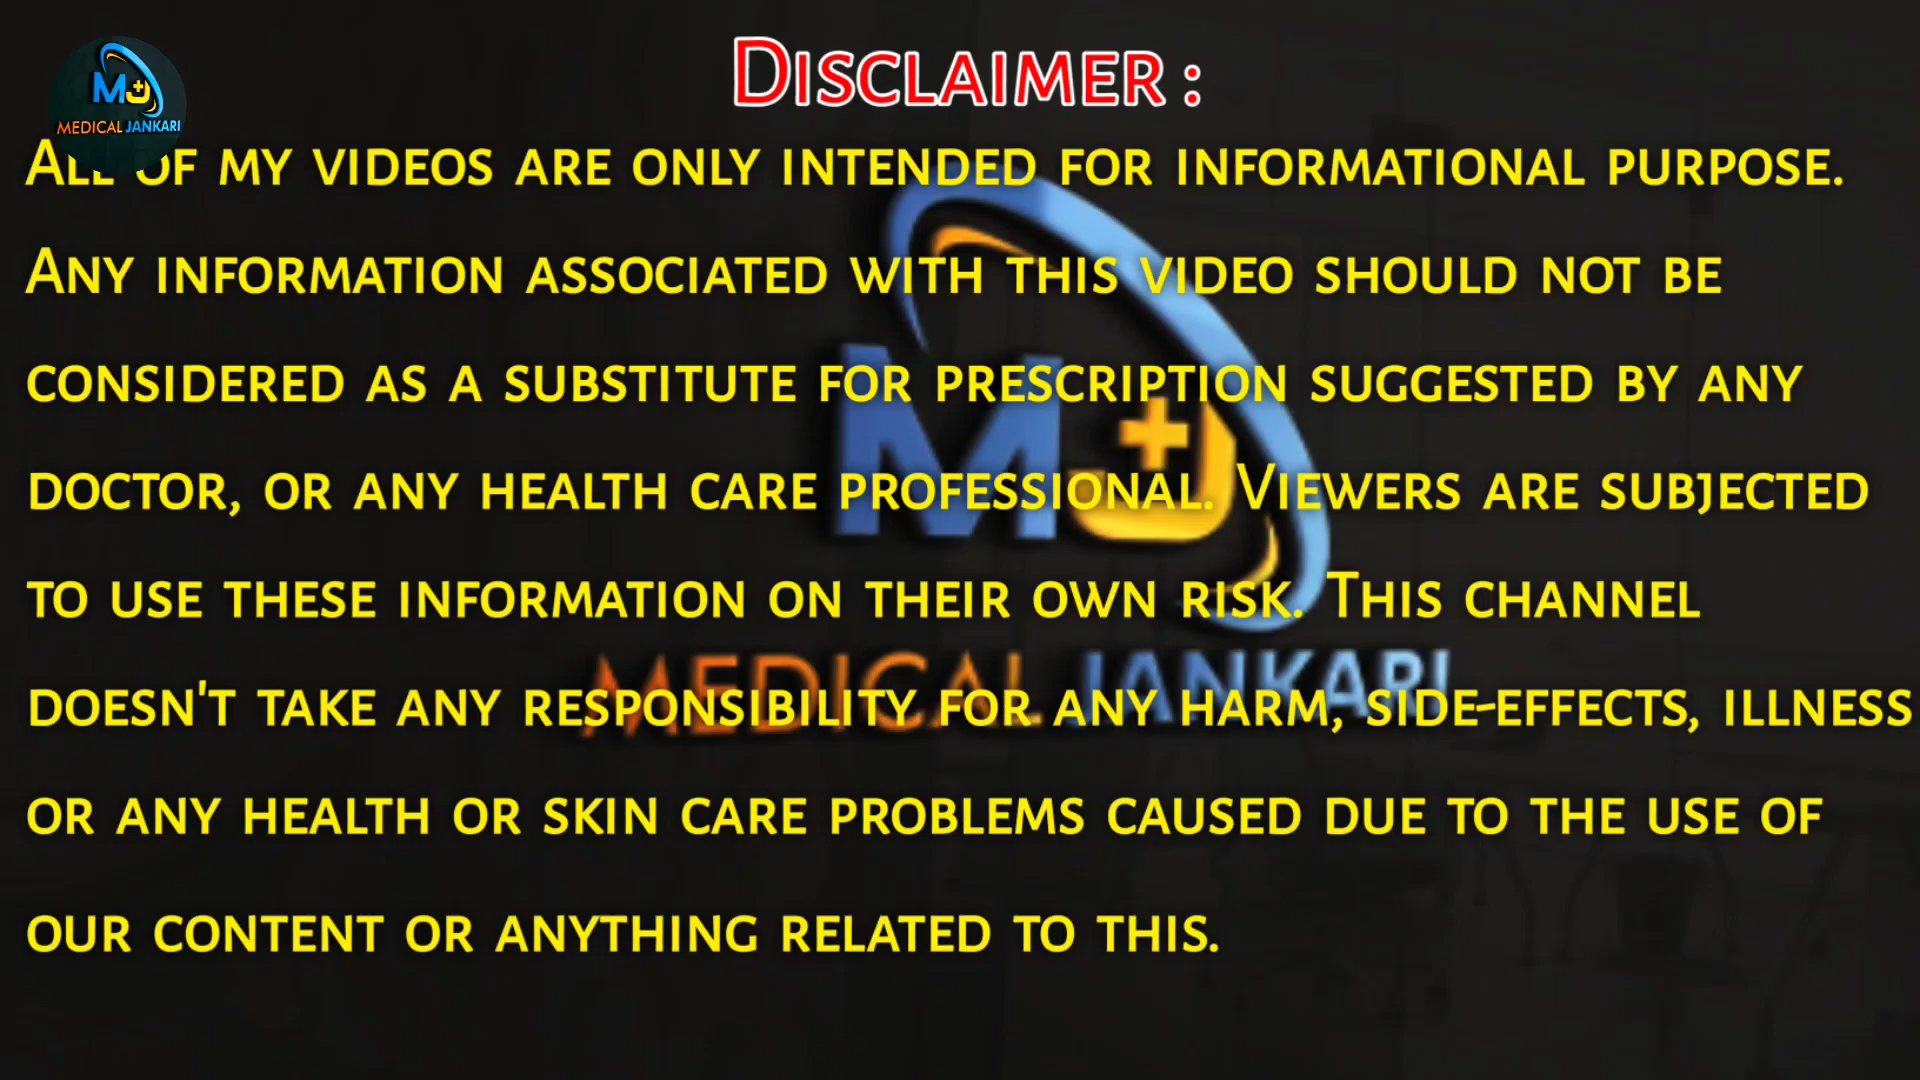 Disclaimer :
MJ
MEDICAL JANKARI
All of my videos are only intended for informational purpose.
Any information associated with this video should not be
considered as a substitute for prescription suggested by any
doctor, or any health care professional. Viewers are subjected
to use these information on their own risk. This channel
doesn't take any responsibility for any harm, side-effects, illness
or any health or skin care problems caused due to the use of
our content or anything related to this.
MJ
MEDICAL JANKARI